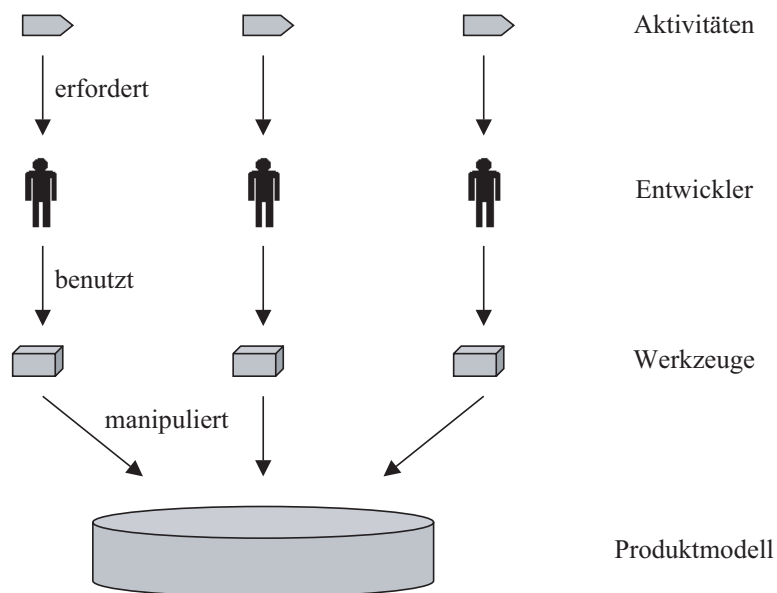 Aktivitäten
erfordert
Entwickler
benutzt
Werkzeuge
manipuliert
Produktmodell